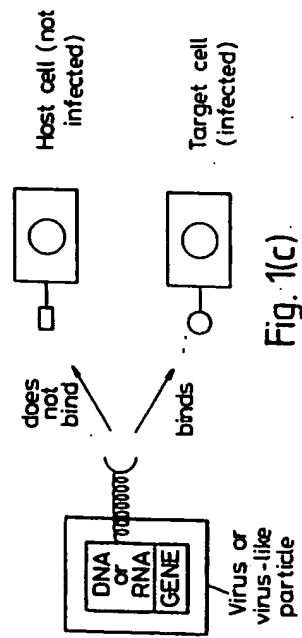 DNA
or
RNA
GENE
Virus or
virus-like
particle
does
not
bind
binds
Host cell (not
infected)
Target cell
(infected)
Fig. 1(c)